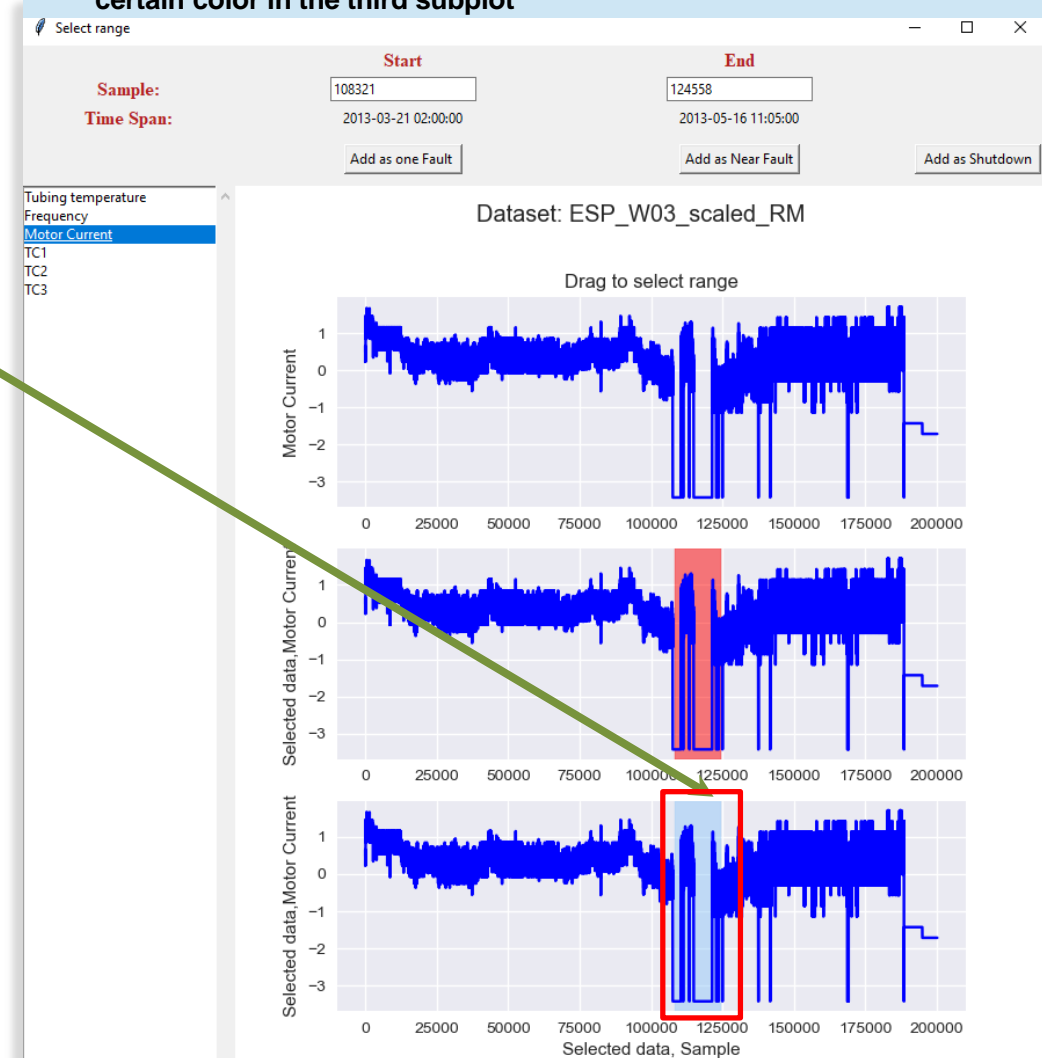 certain color in the third subplot
Select range
Start End
Sample: 108321 124558
Time Span: 2013-03-21 02:00:00 2013-05-16 11:05:00
Add as one Fault Add as Near Fault Add as Shutdown
Tubing temperature
Frequency
Motor Current
TC1
TC2
TC3
Dataset: ESP_W03_scaled_RM
Drag to select range
Motor Current
1
0
−1
−2
−3
0 25000 50000 75000 100000 125000 150000 175000 200000
Selected data,Motor Current
1
0
−1
−2
−3
0 25000 50000 75000 100000 125000 150000 175000 200000
Selected data,Motor Current
1
0
−1
−2
−3
0 25000 50000 75000 100000 125000 150000 175000 200000
Selected data, Sample